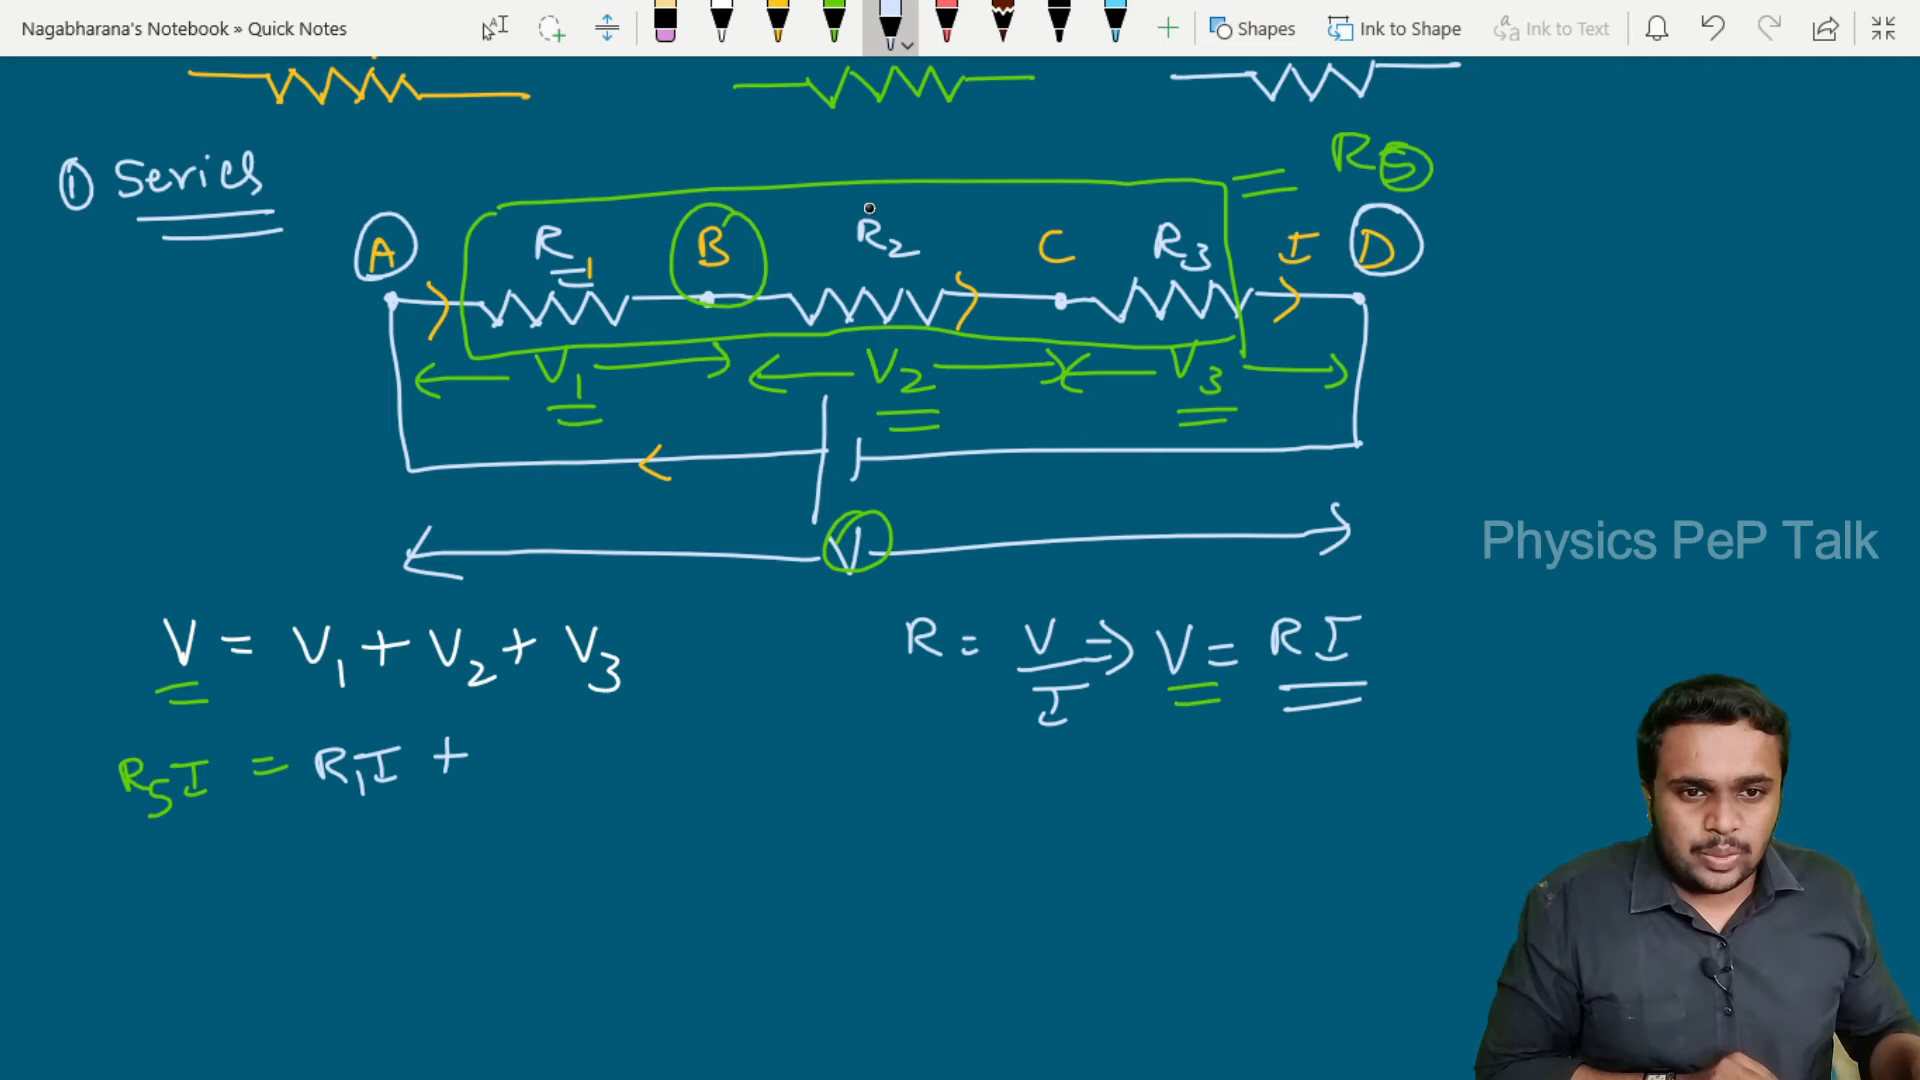 Nagabharana's Notebook » Quick Notes
Shapes
Ink to Shape
Ink to Text
① Series
RS
A R1 B R2 C R3 I D
V1 V2 V3
V
Physics PeP Talk
V = V1 + V2 + V3
R = V/I ⇒ V = RI
RSI = R1I +